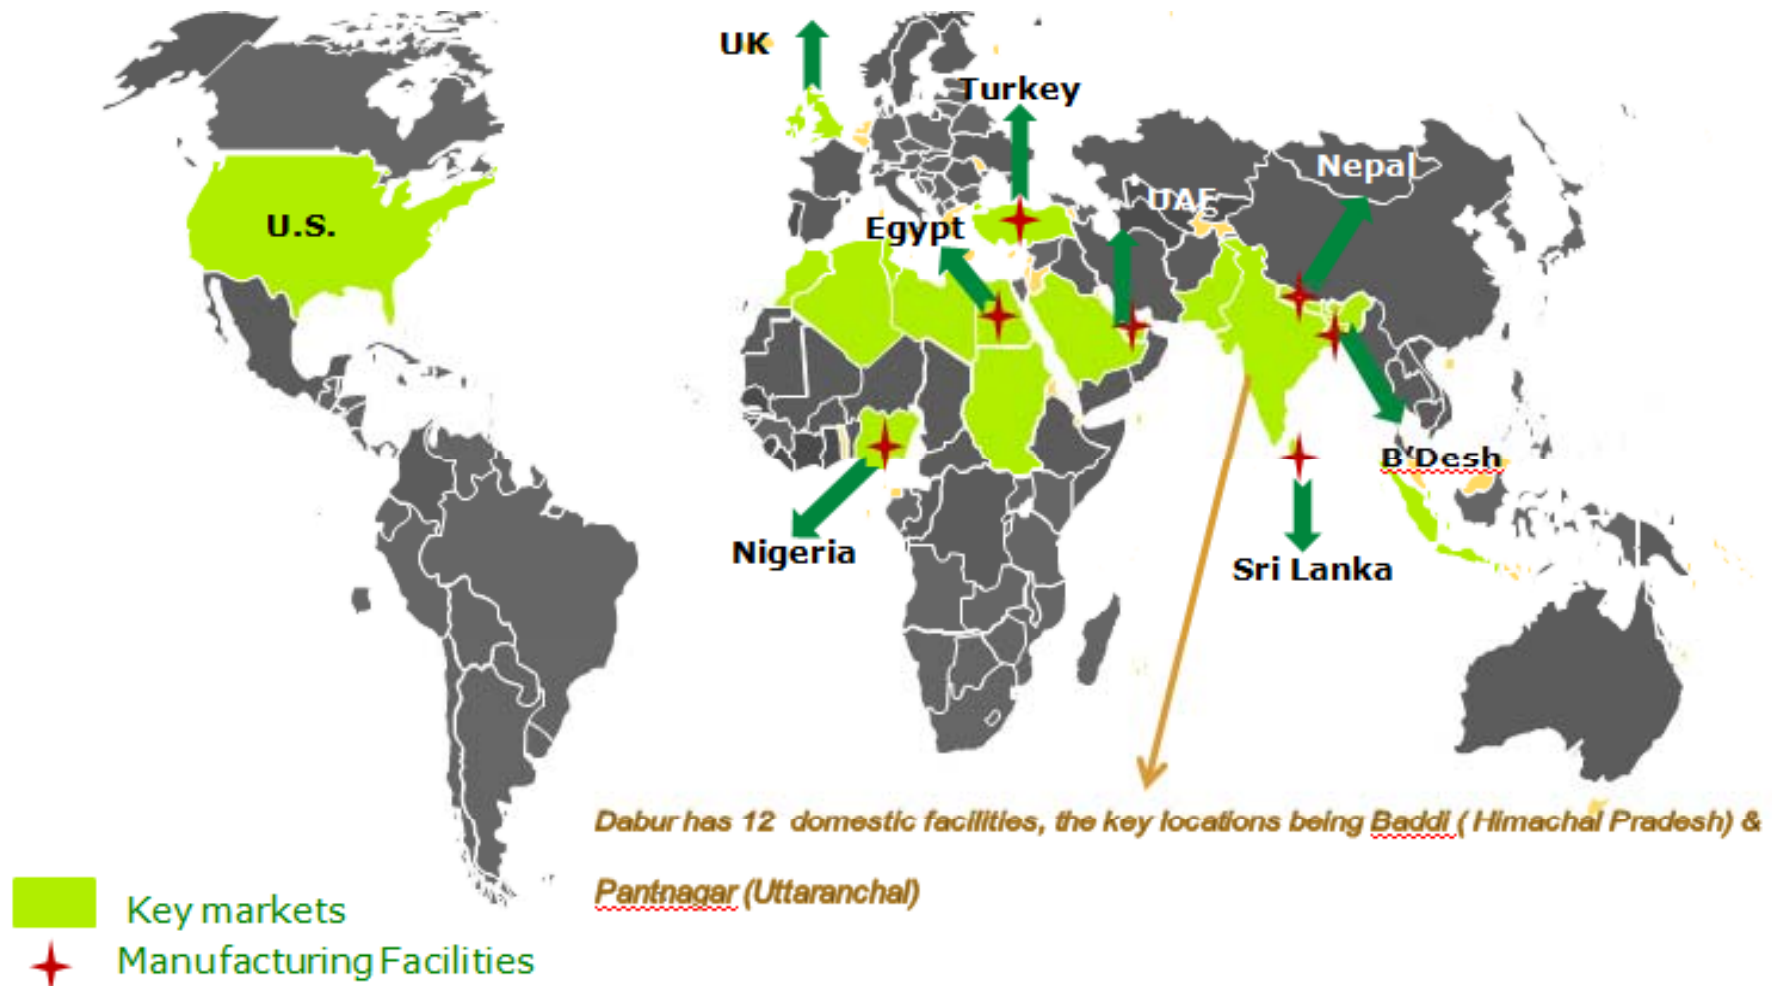 UK
Turkey
Nepal
UAE
U.S.
Egypt
B'Desh
Nigeria
Sri Lanka
Dabur has 12 domestic facilities, the key locations being Baddi ( Himachal Pradesh) &
Pantnagar (Uttaranchal)
Key markets
Manufacturing Facilities